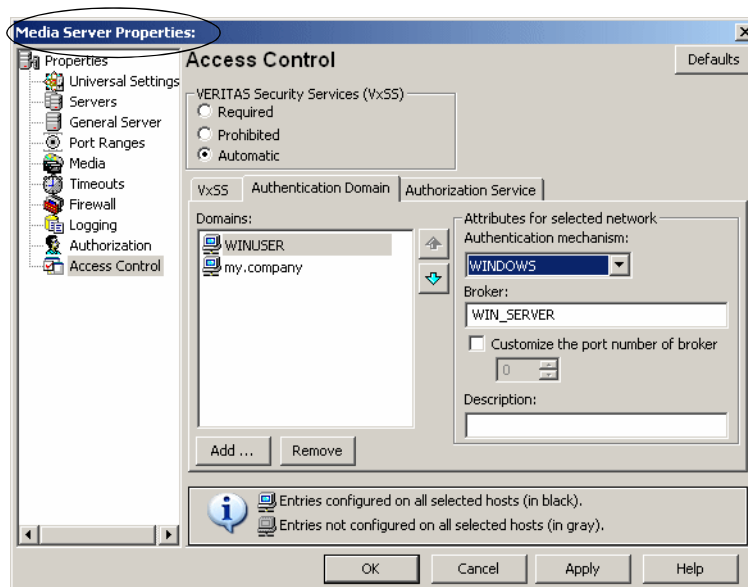 Media Server Properties:
Properties
Universal Settings
Servers
General Server
Port Ranges
Media
Timeouts
Firewall
Logging
Authorization
Access Control
Access Control
Defaults
VERITAS Security Services (VxSS)
Required
Prohibited
Automatic
VxSS
Authentication Domain
Authorization Service
Domains:
WINUSER
my.company
Add ...
Remove
Attributes for selected network
Authentication mechanism:
WINDOWS
Broker:
WIN_SERVER
Customize the port number of broker
0
Description:
Entries configured on all selected hosts (in black).
Entries not configured on all selected hosts (in gray).
OK
Cancel
Apply
Help